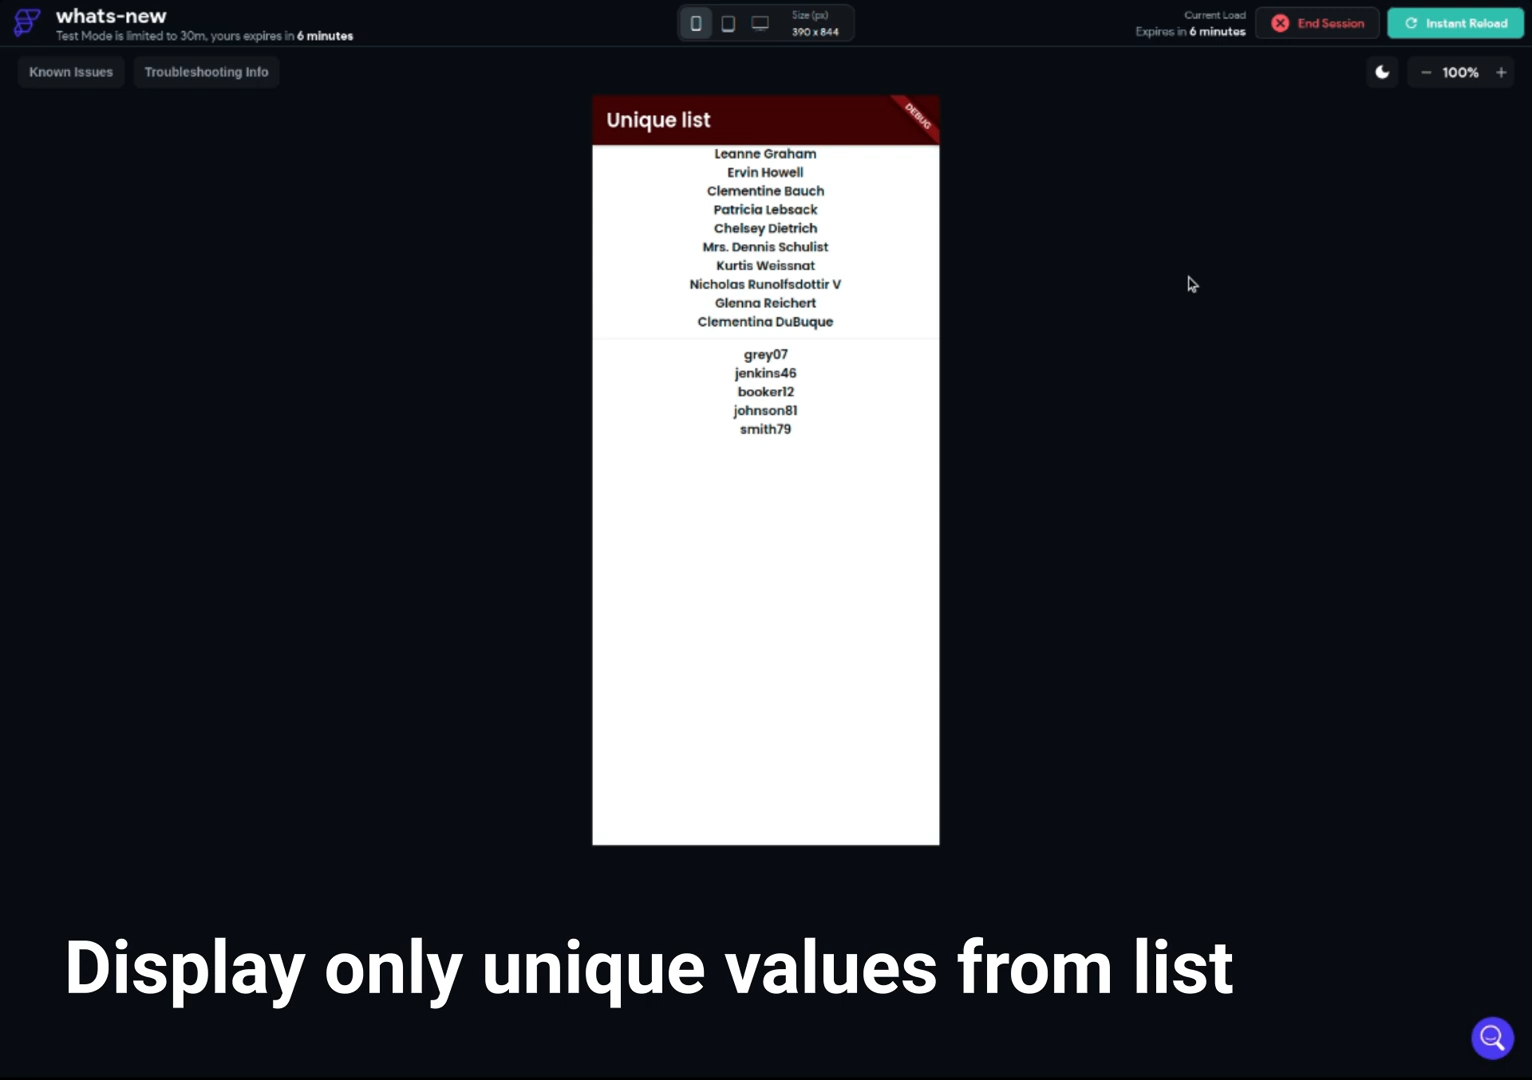 whats-new
Test Mode is limited to 30m, yours expires in 6 minutes
Size (px)
390 x 844
Current Load
Expires in 6 minutes
End Session
Instant Reload
Known Issues
Troubleshooting Info
100%
Unique list
DEBUG
Leanne Graham
Ervin Howell
Clementine Bauch
Patricia Lebsack
Chelsey Dietrich
Mrs. Dennis Schulist
Kurtis Weissnat
Nicholas Runolfsdottir V
Glenna Reichert
Clementina DuBuque
grey07
jenkins46
booker12
johnson81
smith79
Display only unique values from list